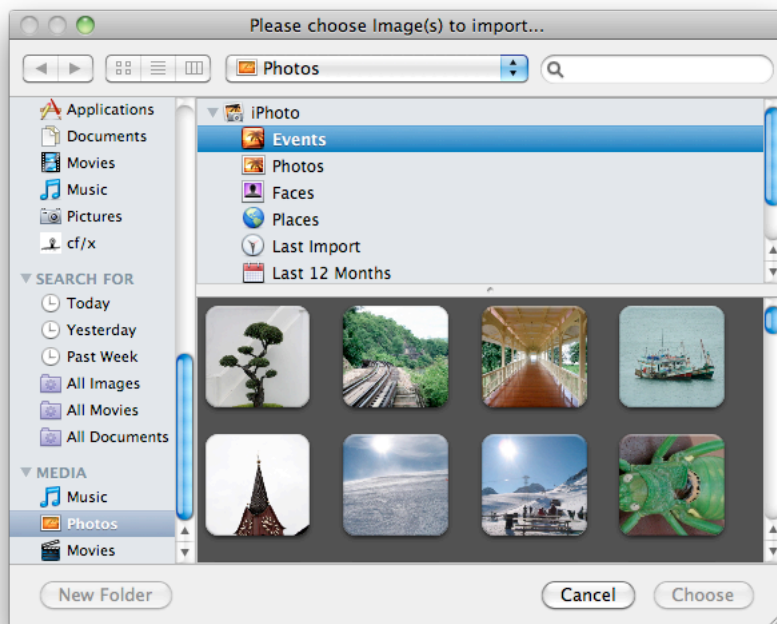 Please choose Image(s) to import...
Photos
Applications
Documents
Movies
Music
Pictures
cf/x
SEARCH FOR
Today
Yesterday
Past Week
All Images
All Movies
All Documents
MEDIA
Music
Photos
Movies
iPhoto
Events
Photos
Faces
Places
Last Import
Last 12 Months
New Folder
Cancel
Choose